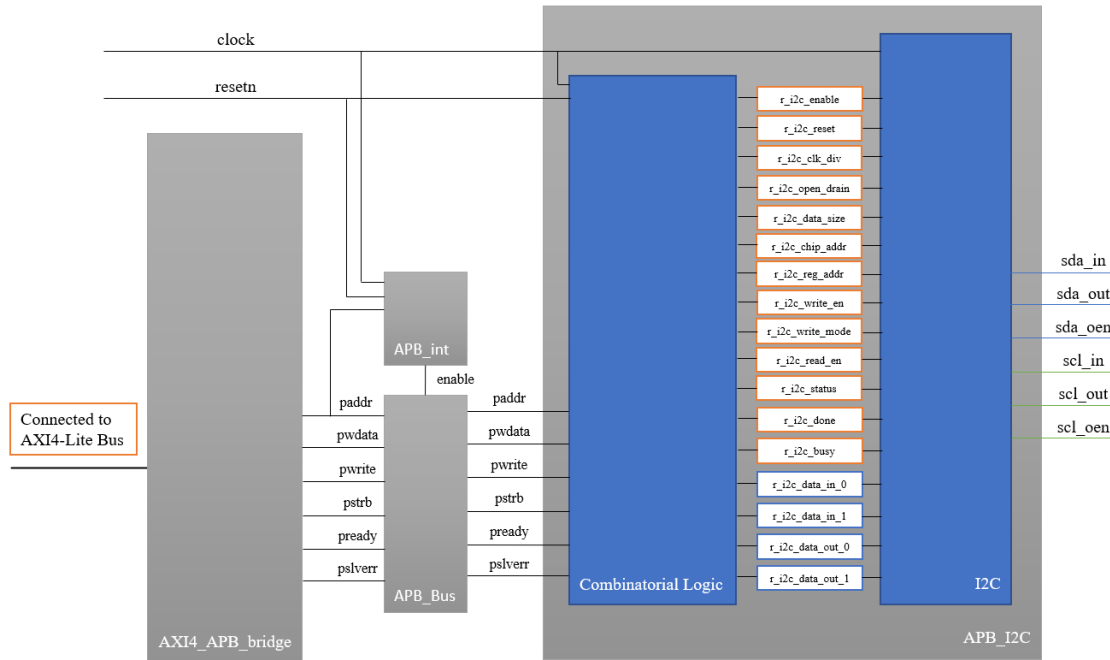 clock
resetn
r_i2c_enable
r_i2c_reset
r_i2c_clk_div
r_i2c_open_drain
r_i2c_data_size
r_i2c_chip_addr
r_i2c_reg_addr
r_i2c_write_en
r_i2c_write_mode
r_i2c_read_en
r_i2c_status
r_i2c_done
r_i2c_busy
r_i2c_data_in_0
r_i2c_data_in_1
r_i2c_data_out_0
r_i2c_data_out_1
sda_in
sda_out
sda_oen
scl_in
scl_out
scl_oen
APB_int
enable
Connected to
AXI4-Lite Bus
paddr
pwdata
pwrite
pstrb
pready
pslverr
paddr
pwdata
pwrite
pstrb
pready
pslverr
APB_Bus
Combinatorial Logic
I2C
AXI4_APB_bridge
APB_I2C